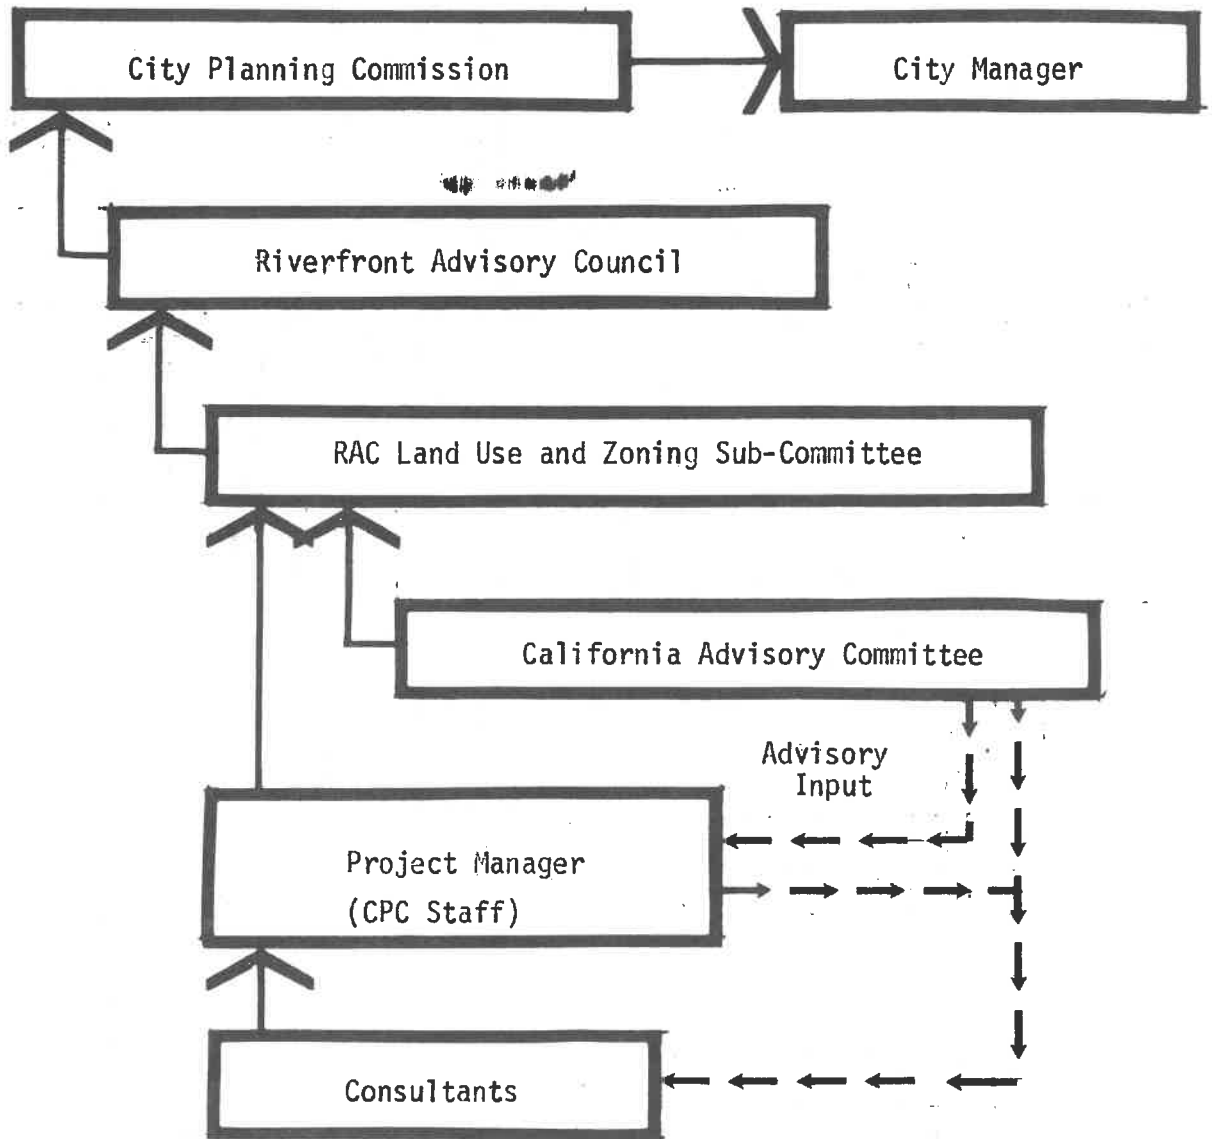 City Planning Commission
City Manager
Riverfront Advisory Council
RAC Land Use and Zoning Sub-Committee
California Advisory Committee
Advisory
Input
Project Manager
(CPC Staff)
Consultants